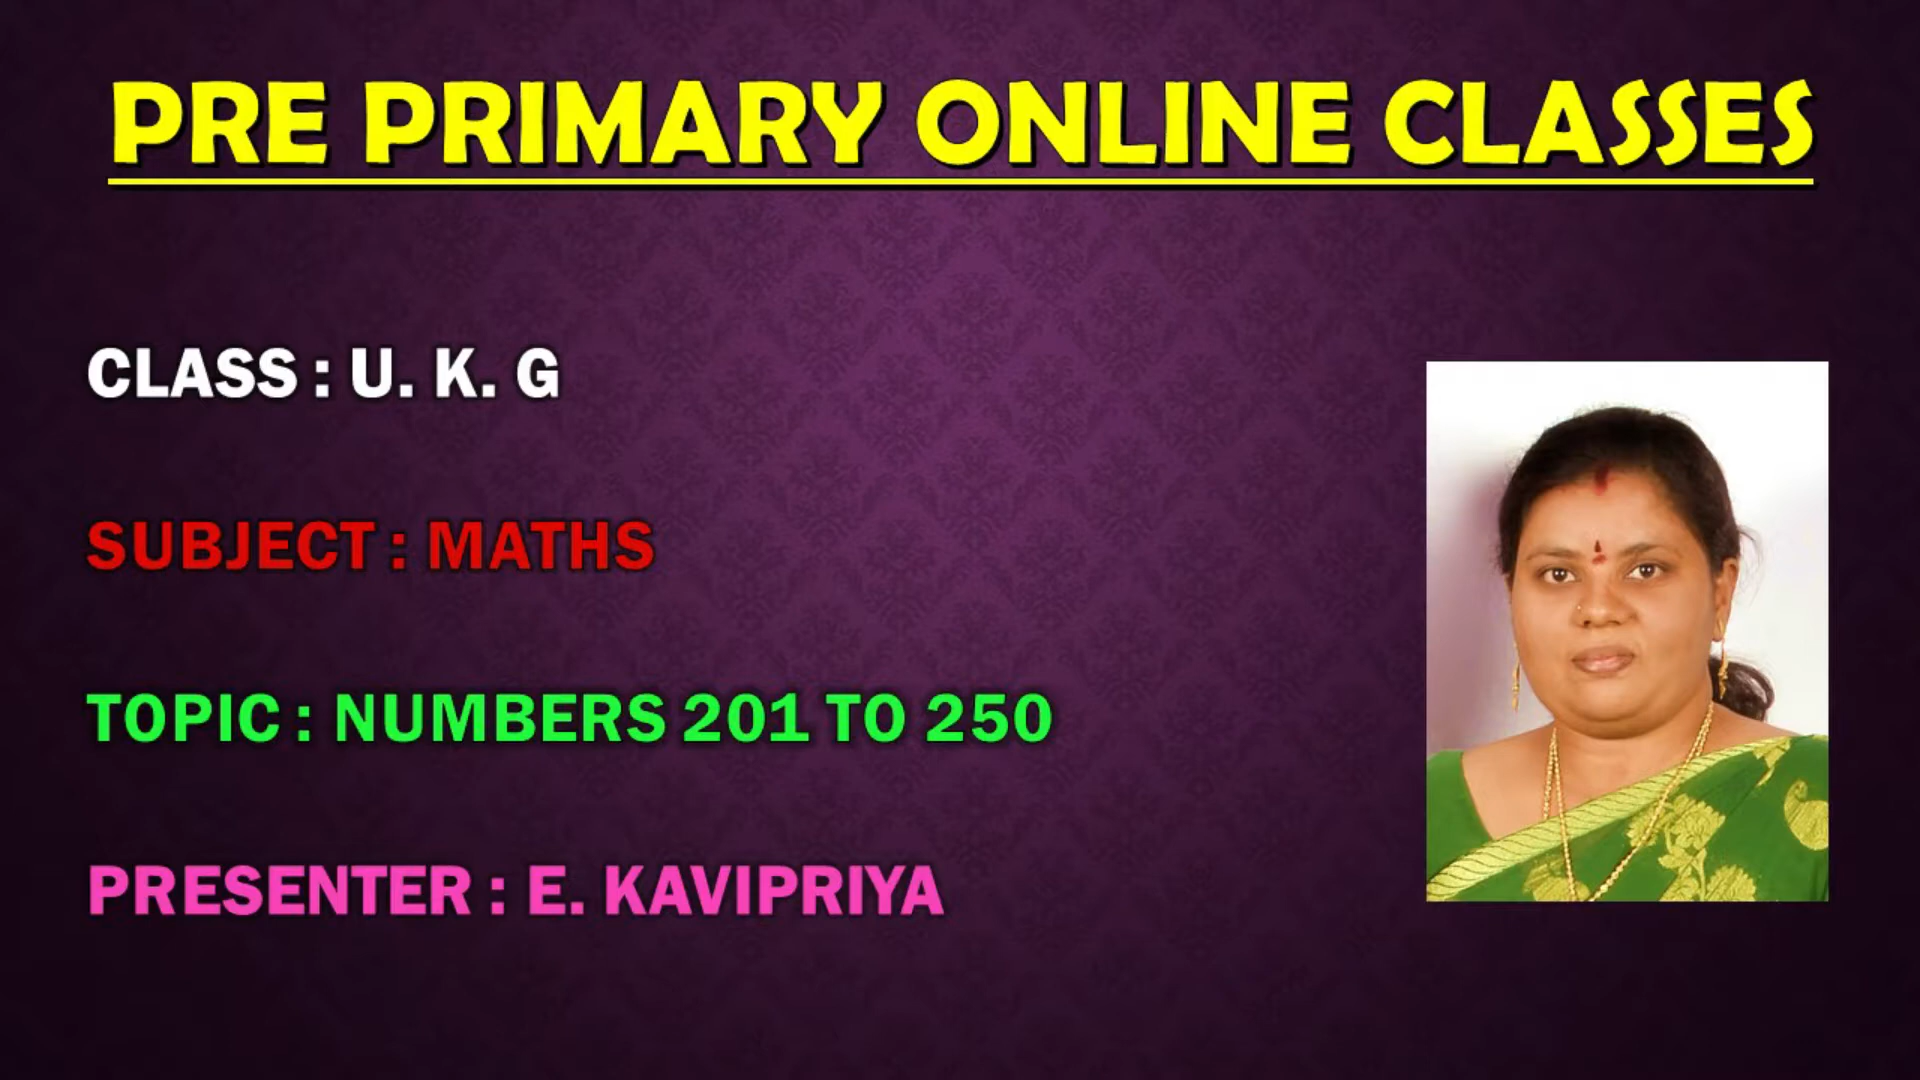 PRE PRIMARY ONLINE CLASSES
CLASS : U. K. G
SUBJECT : MATHS
TOPIC : NUMBERS 201 TO 250
PRESENTER : E. KAVIPRIYA